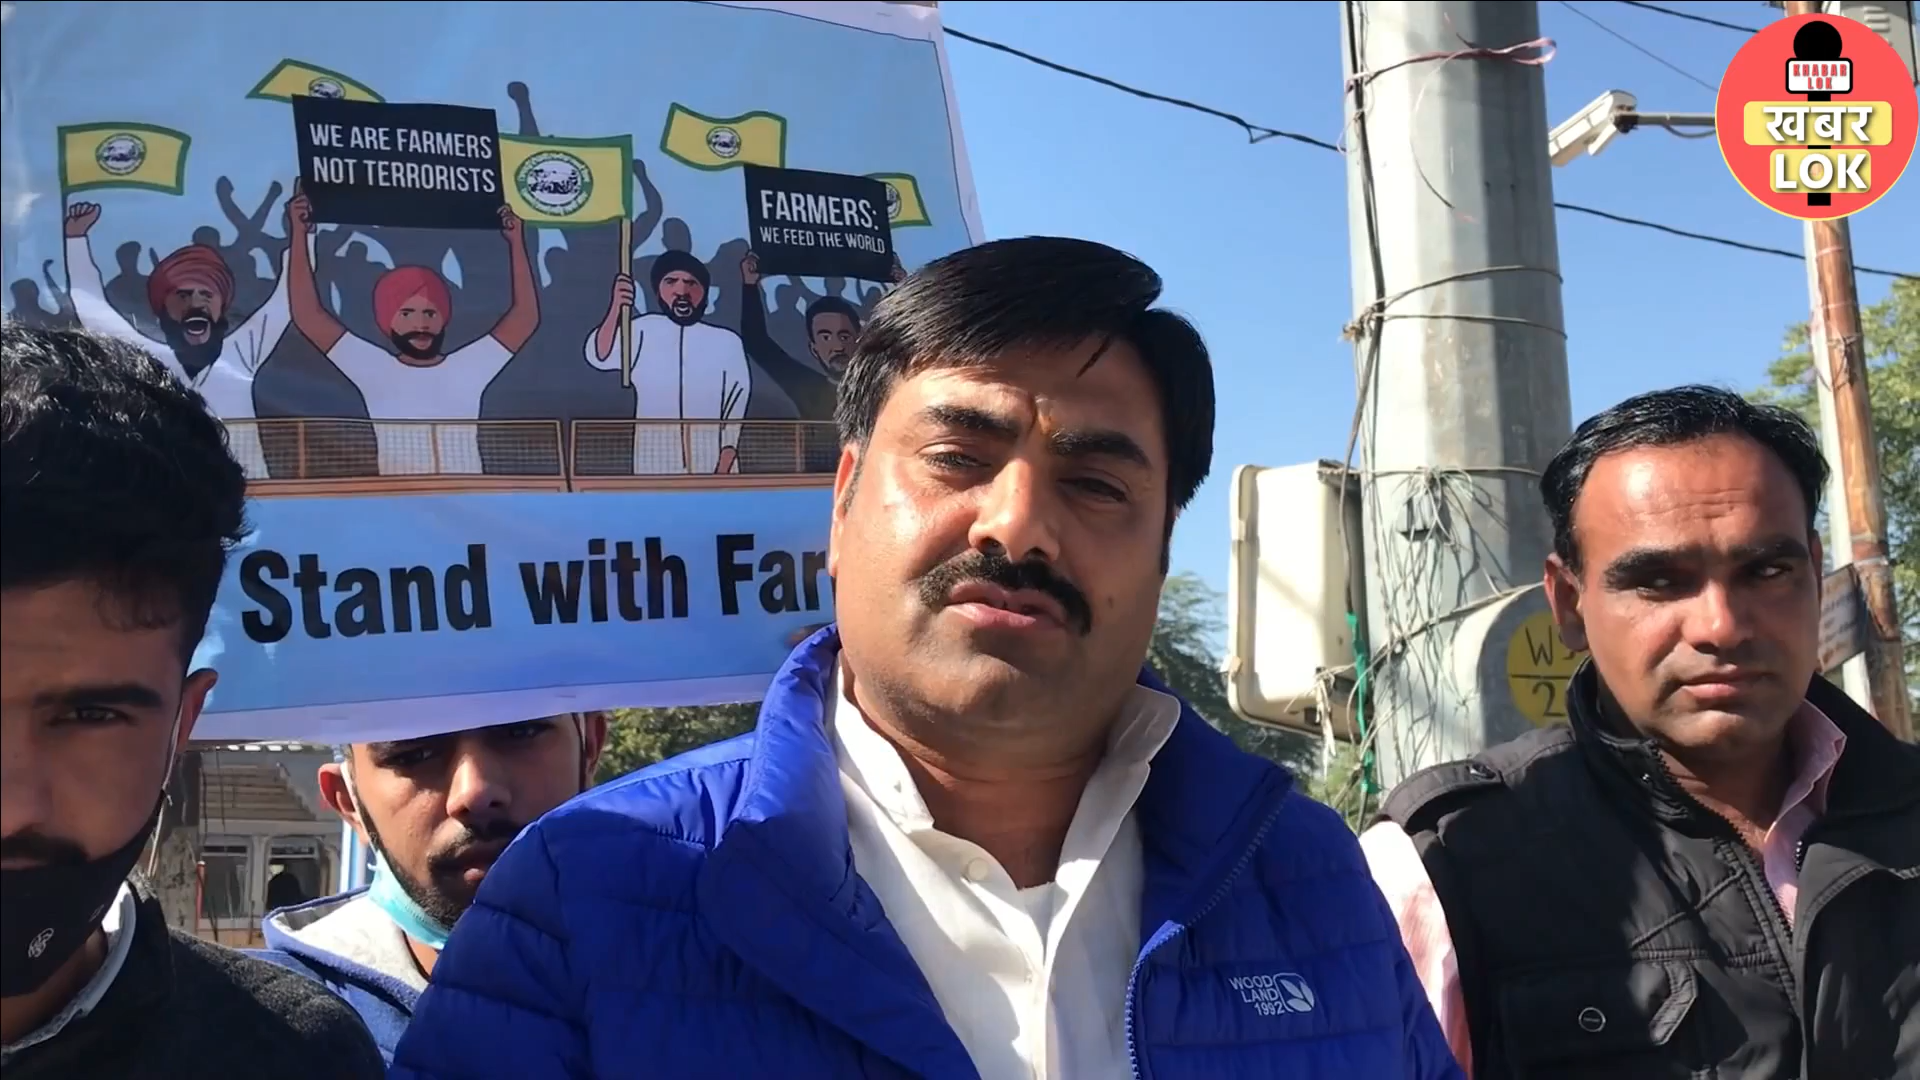 WE ARE FARMERS
NOT TERRORISTS
FARMERS:
WE FEED THE WORLD
Stand with Far
KHABAR
LOK
खबर
LOK
WOOD
LAND
1992